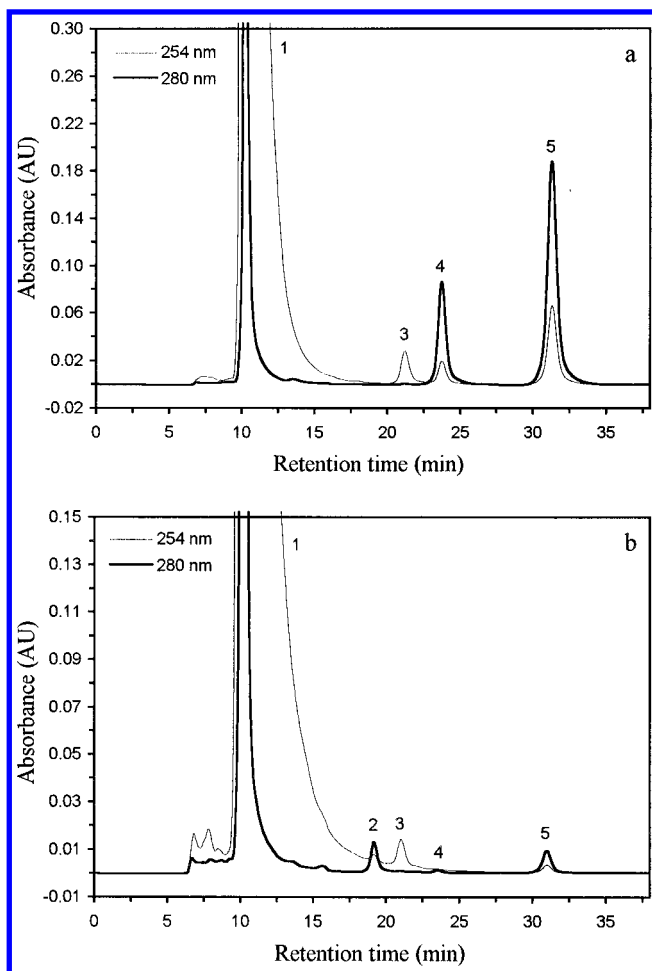 a
254 nm
280 nm
1
3
4
5
Absorbance (AU)
0.30
0.26
0.22
0.18
0.14
0.10
0.06
0.02
-0.02
0 5 10 15 20 25 30 35
Retention time (min)
b
254 nm
280 nm
1
2
3
4
5
Absorbance (AU)
0.15
0.13
0.11
0.09
0.07
0.05
0.03
0.01
-0.01
0 5 10 15 20 25 30 35
Retention time (min)